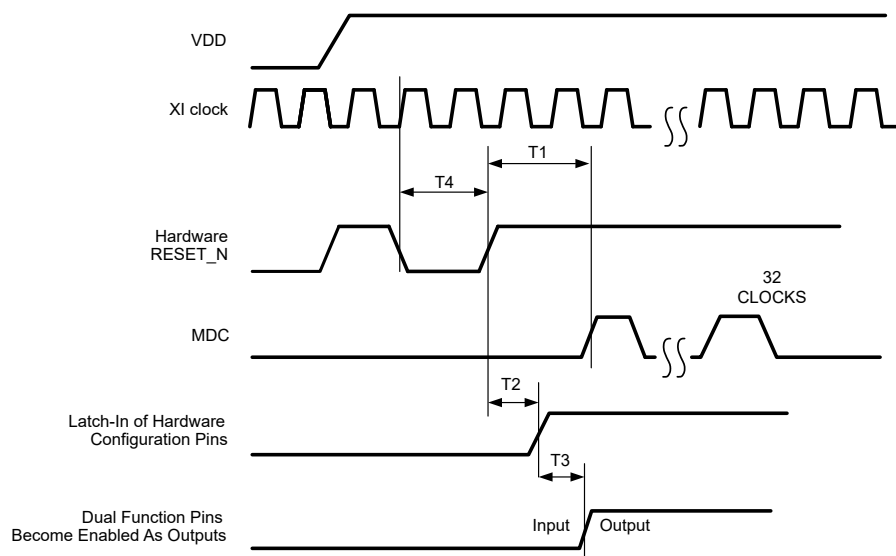 VDD
XI clock
T1
T4
Hardware
RESET_N
32
CLOCKS
MDC
T2
Latch-In of Hardware
Configuration Pins
T3
Dual Function Pins
Become Enabled As Outputs
Input
Output